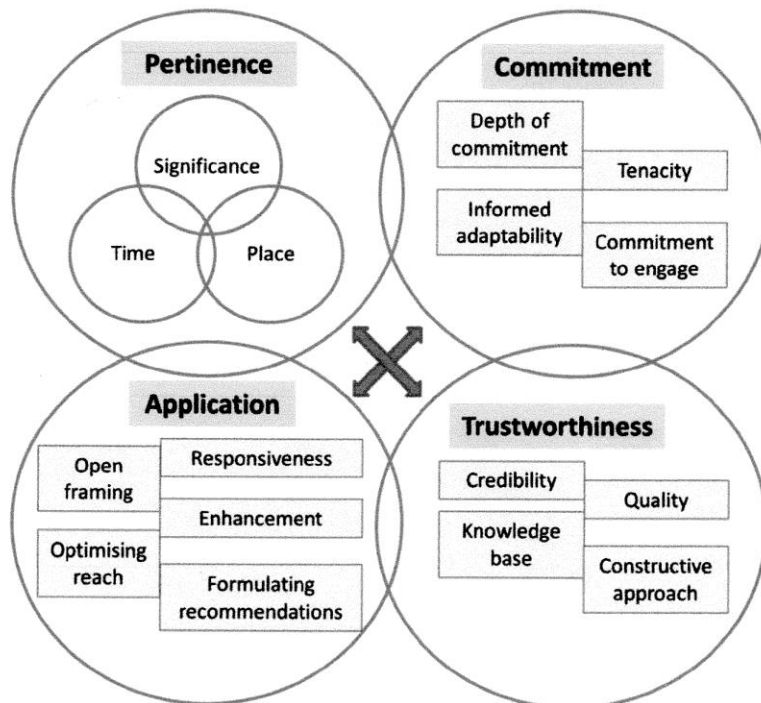 Pertinence
Significance
Time
Place
Commitment
Depth of
commitment
Tenacity
Informed
adaptability
Commitment
to engage
Application
Open
framing
Responsiveness
Enhancement
Optimising
reach
Formulating
recommendations
Trustworthiness
Credibility
Quality
Knowledge
base
Constructive
approach